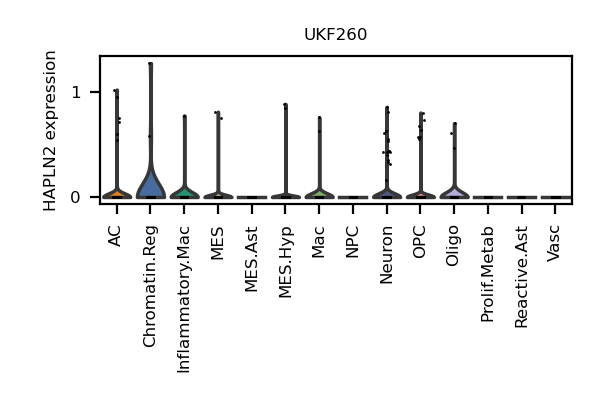 UKF260
HAPLN2 expression
1
0
AC
Chromatin.Reg
Inflammatory.Mac
MES
MES.Ast
MES.Hyp
Mac
NPC
Neuron
OPC
Oligo
Prolif.Metab
Reactive.Ast
Vasc